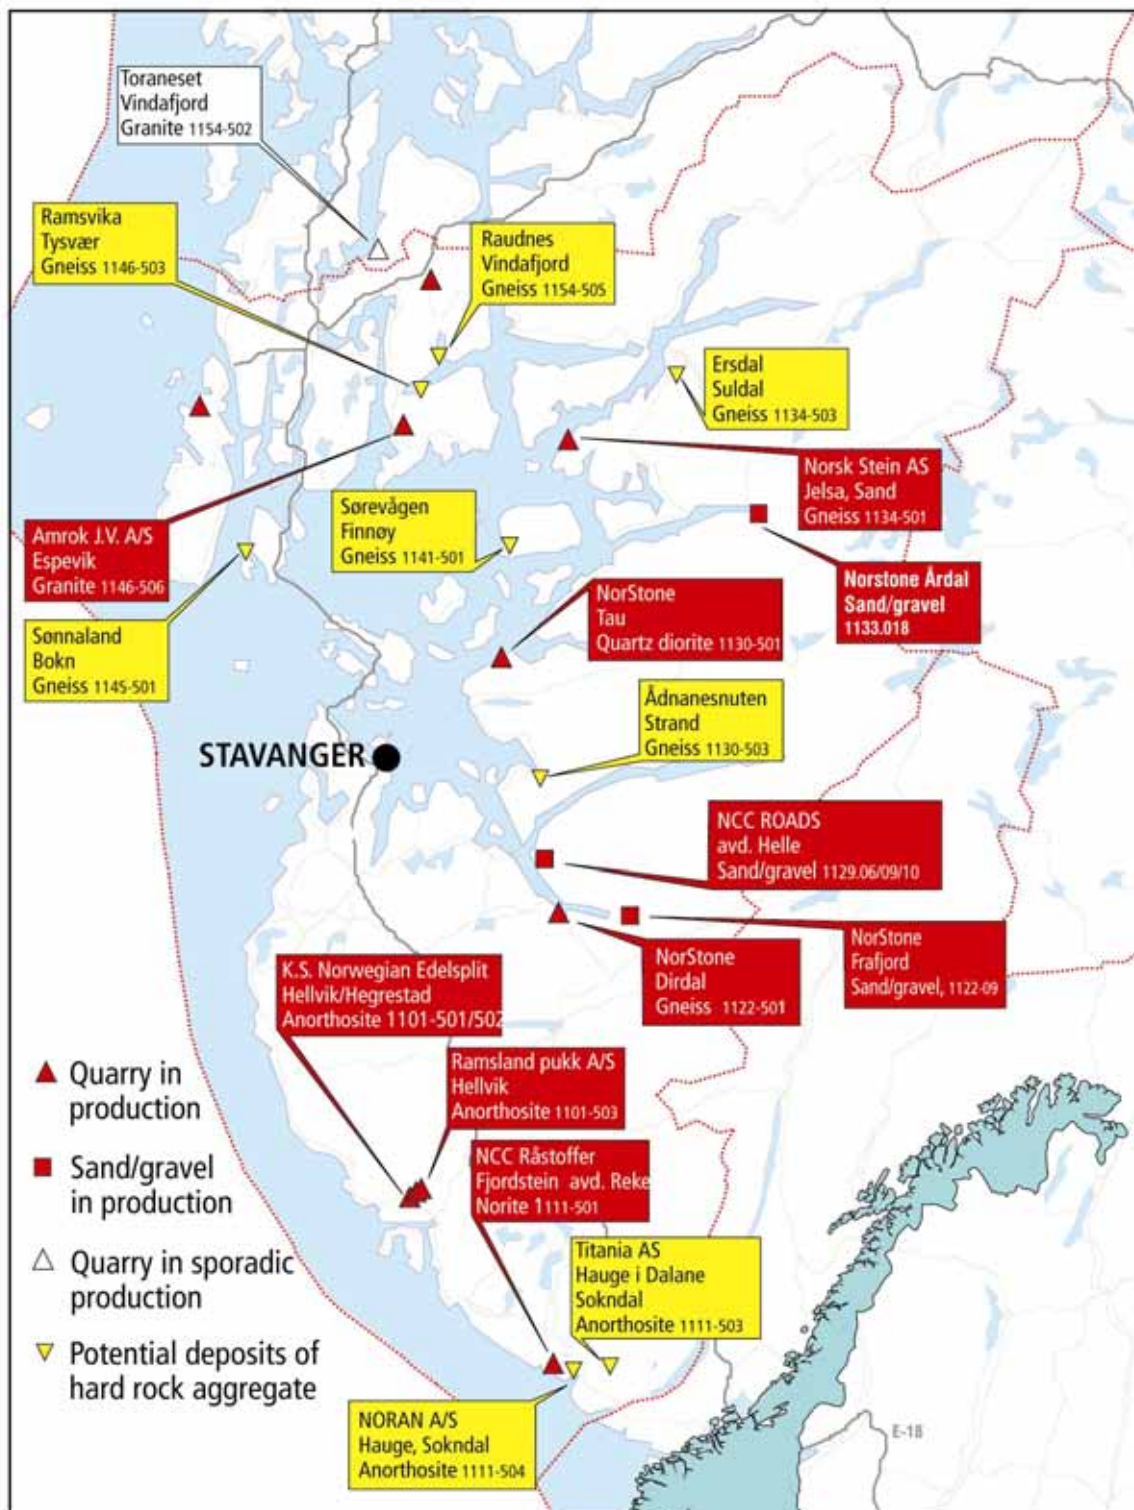 Toraneset
Vindafjord
Granite 1154-502
Ramsvika
Tysvær
Gneiss 1146-503
Raudnes
Vindafjord
Gneiss 1154-505
Ersdal
Suldal
Gneiss 1134-503
Norsk Stein AS
Jelsa, Sand
Gneiss 1134-501
Sørevågen
Finnøy
Gneiss 1141-501
Amrok J.V. A/S
Espevik
Granite 1146-506
Norstone Årdal
Sand/gravel
1133.018
NorStone
Tau
Quartz diorite 1130-501
Sønnaland
Bokn
Gneiss 1145-501
Ådnanesnuten
Strand
Gneiss 1130-503
STAVANGER
NCC ROADS
avd. Helle
Sand/gravel 1129.06/09/10
NorStone
Frafjord
Sand/gravel, 1122-09
NorStone
Dirdal
Gneiss 1122-501
K.S. Norwegian Edelsplit
Hellvik/Hegrestad
Anorthosite 1101-501/502
Ramsland pukk A/S
Hellvik
Anorthosite 1101-503
NCC Råstoffer
Fjordstein avd. Reke
Norite 1111-501
Titania AS
Hauge i Dalane
Sokndal
Anorthosite 1111-503
NORAN A/S
Hauge, Sokndal
Anorthosite 1111-504
Quarry in
production
Sand/gravel
in production
Quarry in sporadic
production
Potential deposits of
hard rock aggregate
E-18